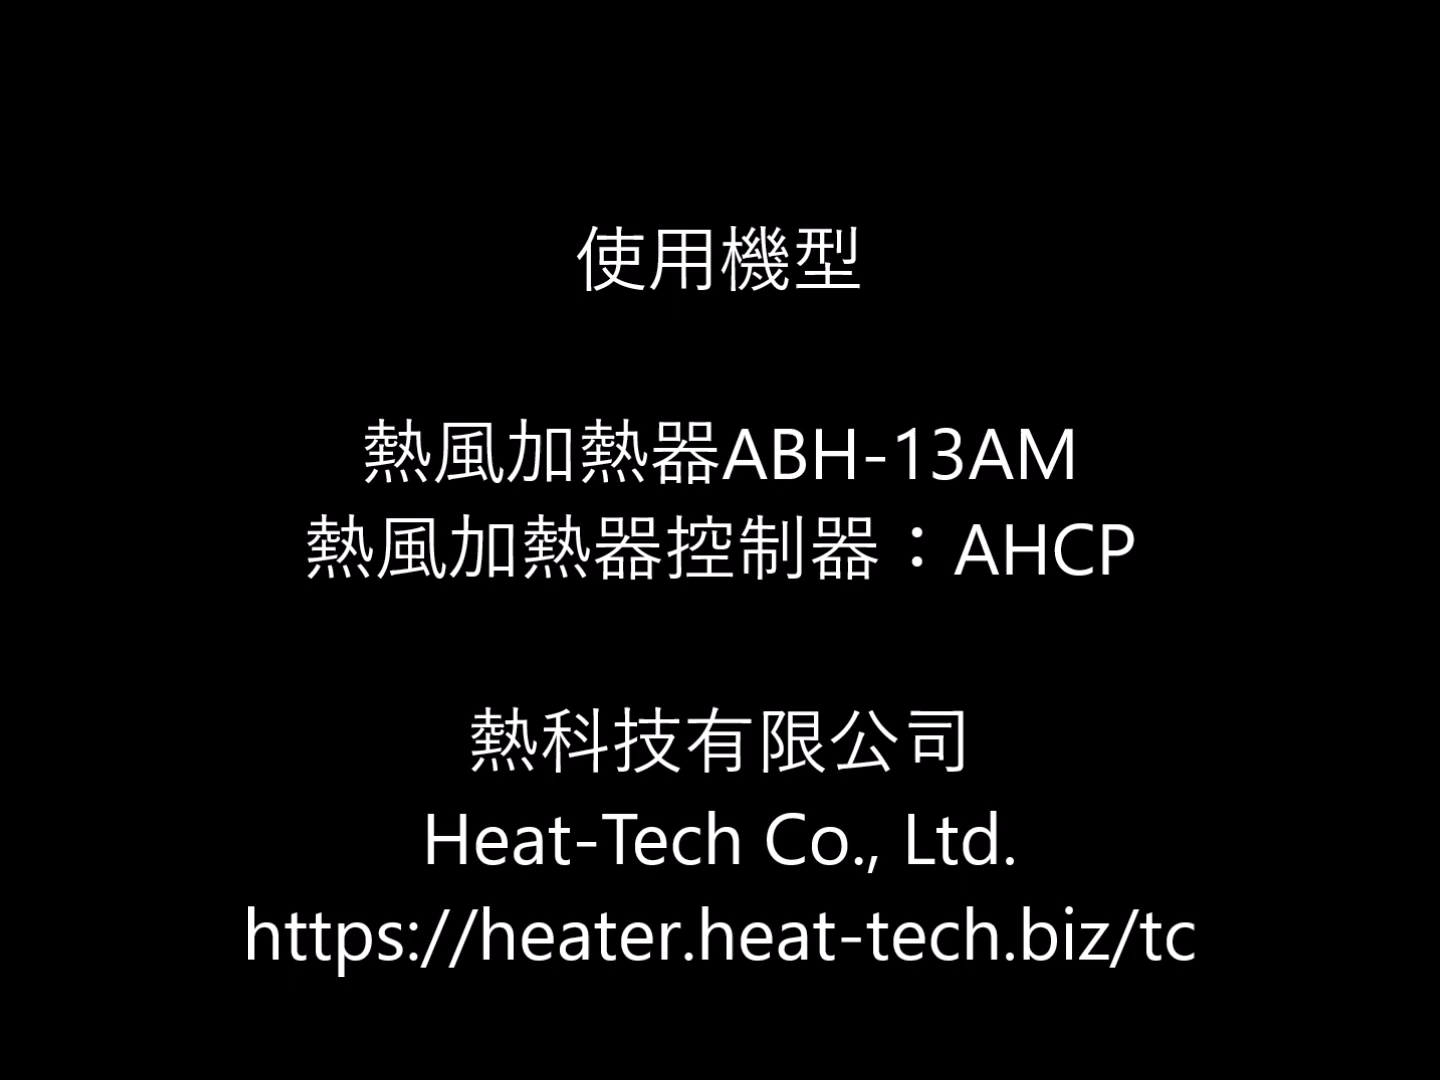 使用機型
熱風加熱器ABH-13AM
熱風加熱器控制器：AHCP
熱科技有限公司
Heat-Tech Co., Ltd.
https://heater.heat-tech.biz/tc